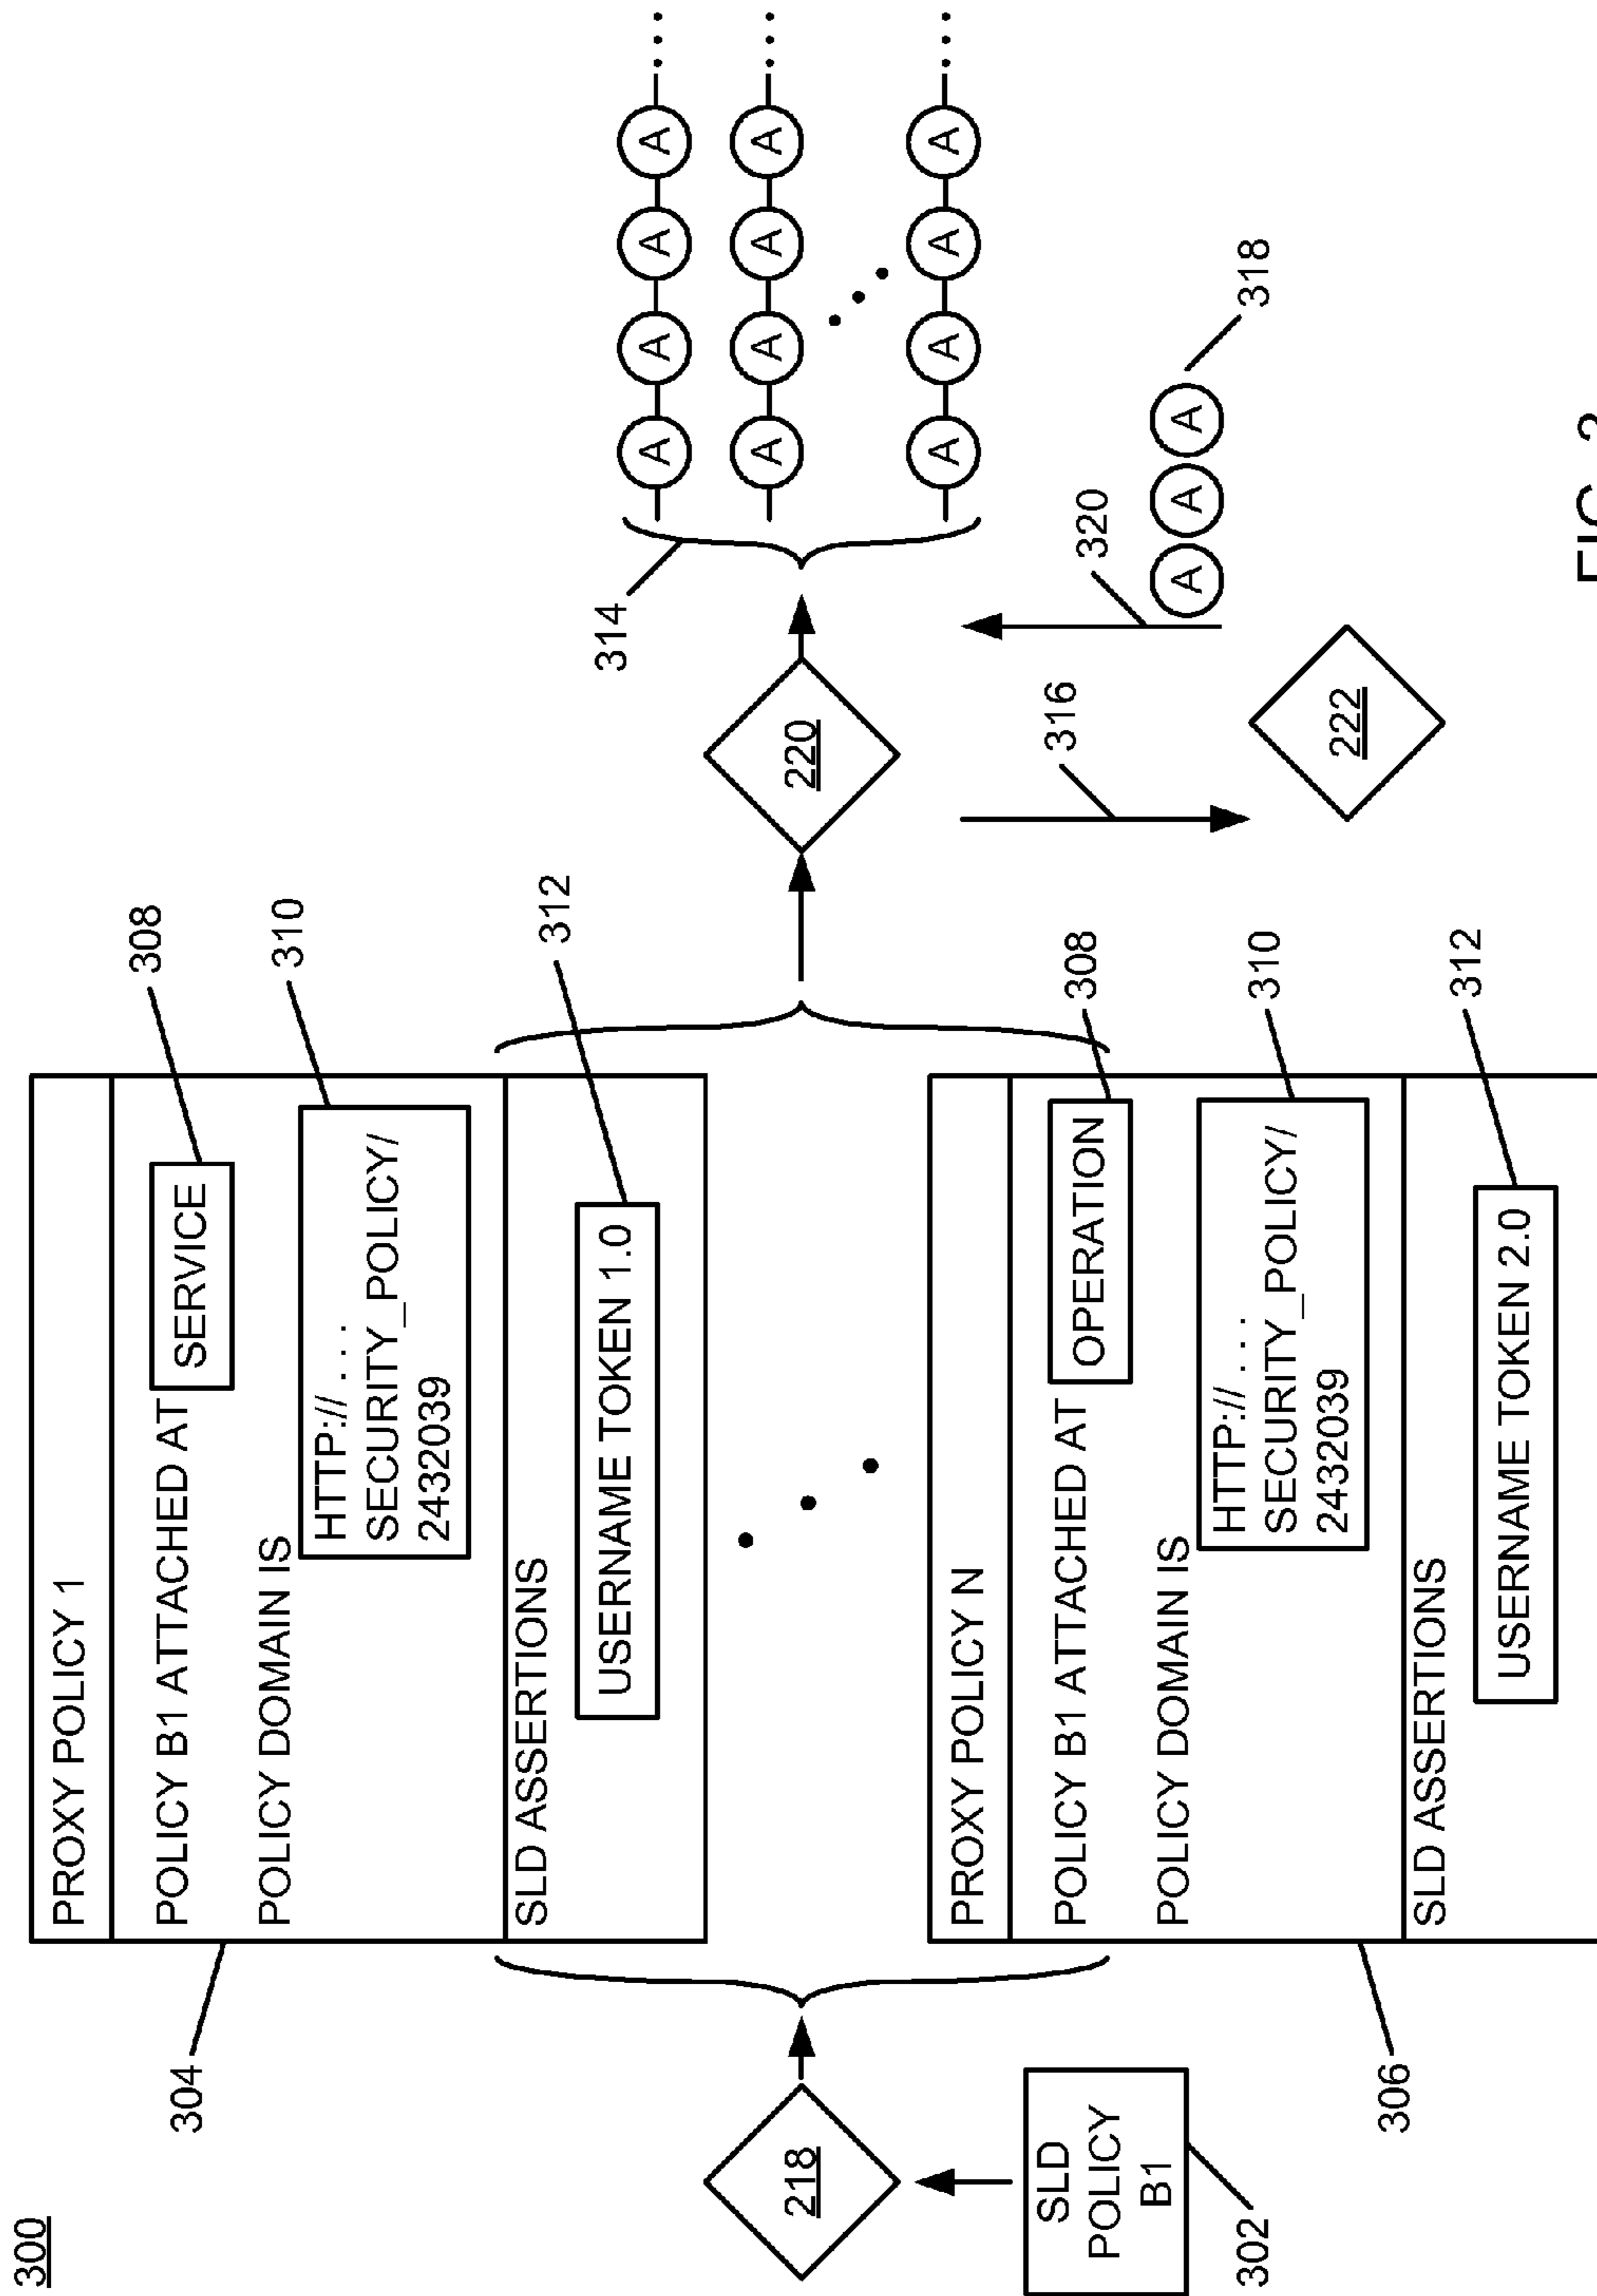 300
304
PROXY POLICY 1
POLICY B1 ATTACHED AT SERVICE
POLICY DOMAIN IS
HTTP:// . . . .
SECURITY_POLICY/
2432039
SLD ASSERTIONS
USERNAME TOKEN 1.0
308
310
312
218
SLD
POLICY
B1
302
306
PROXY POLICY N
POLICY B1 ATTACHED AT OPERATION
POLICY DOMAIN IS
HTTP:// . . . .
SECURITY_POLICY/
2432039
SLD ASSERTIONS
USERNAME TOKEN 2.0
308
310
312
220
314
A A A A
A A A A
A A A A
316
320
222
A A A
318